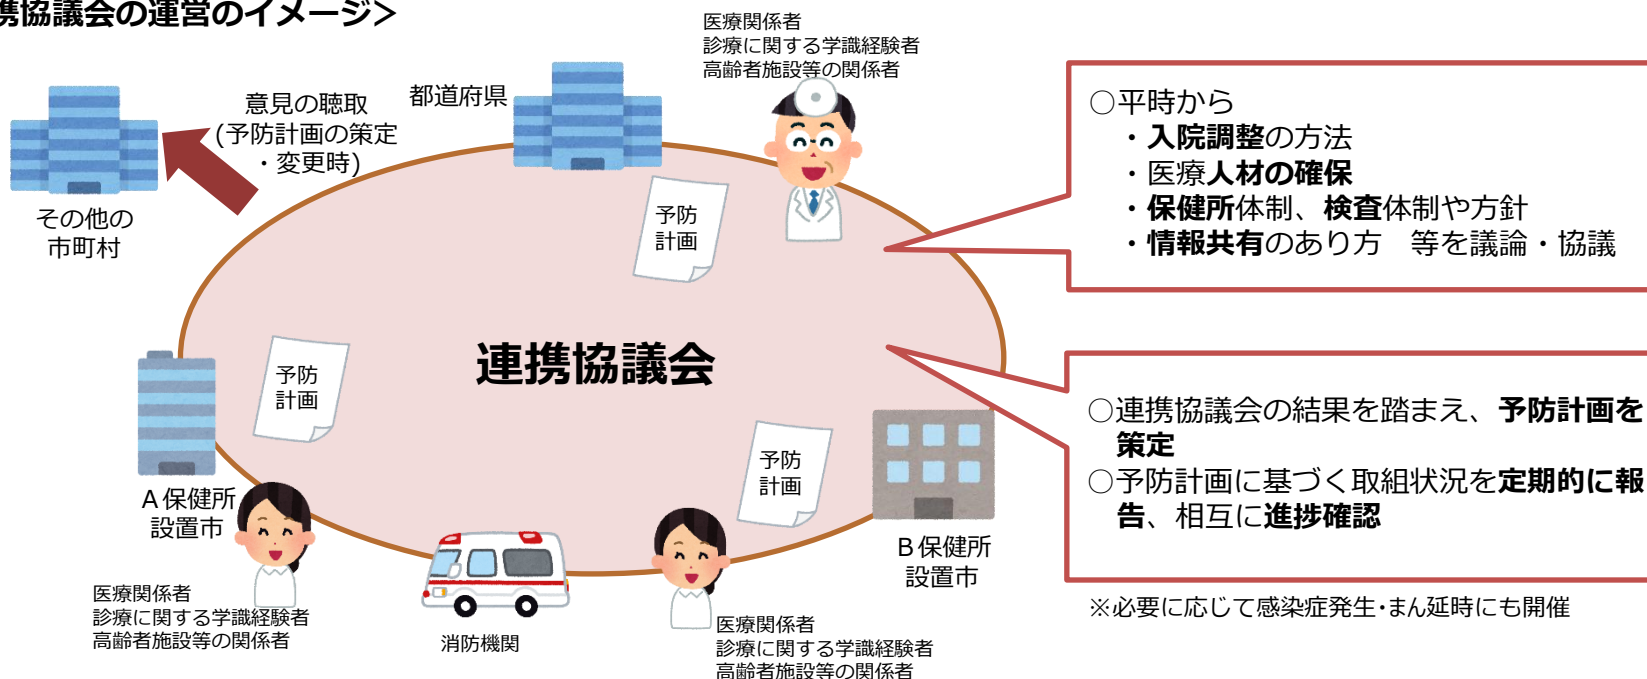 携協議会の運営のイメージ>
医療関係者
診療に関する学識経験者
高齢者施設等の関係者
都道府県
意見の聴取
(予防計画の策定
・変更時)
その他の
市町村
予防
計画
○平時から
・入院調整の方法
・医療人材の確保
・保健所体制、検査体制や方針
・情報共有のあり方 等を議論・協議
連携協議会
予防
計画
予防
計画
○連携協議会の結果を踏まえ、予防計画を
策定
○予防計画に基づく取組状況を定期的に報
告、相互に進捗確認
※必要に応じて感染症発生・まん延時にも開催
A保健所
設置市
B保健所
設置市
医療関係者
診療に関する学識経験者
高齢者施設等の関係者
消防機関
医療関係者
診療に関する学識経験者
高齢者施設等の関係者